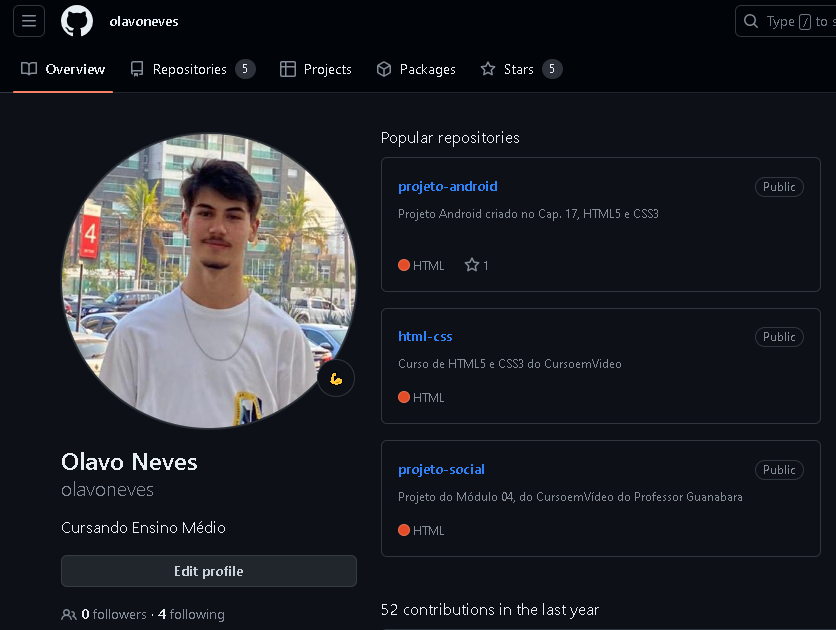 olavoneves
Type / to s
Overview
Repositories 5
Projects
Packages
Stars 5
4
Olavo Neves
olavoneves
Cursando Ensino Médio
Edit profile
0 followers · 4 following
Popular repositories
projeto-android
Public
Projeto Android criado no Cap. 17, HTML5 e CSS3
HTML
1
html-css
Public
Curso de HTML5 e CSS3 do CursoemVideo
HTML
projeto-social
Public
Projeto do Módulo 04, do CursoemVídeo do Professor Guanabara
HTML
52 contributions in the last year